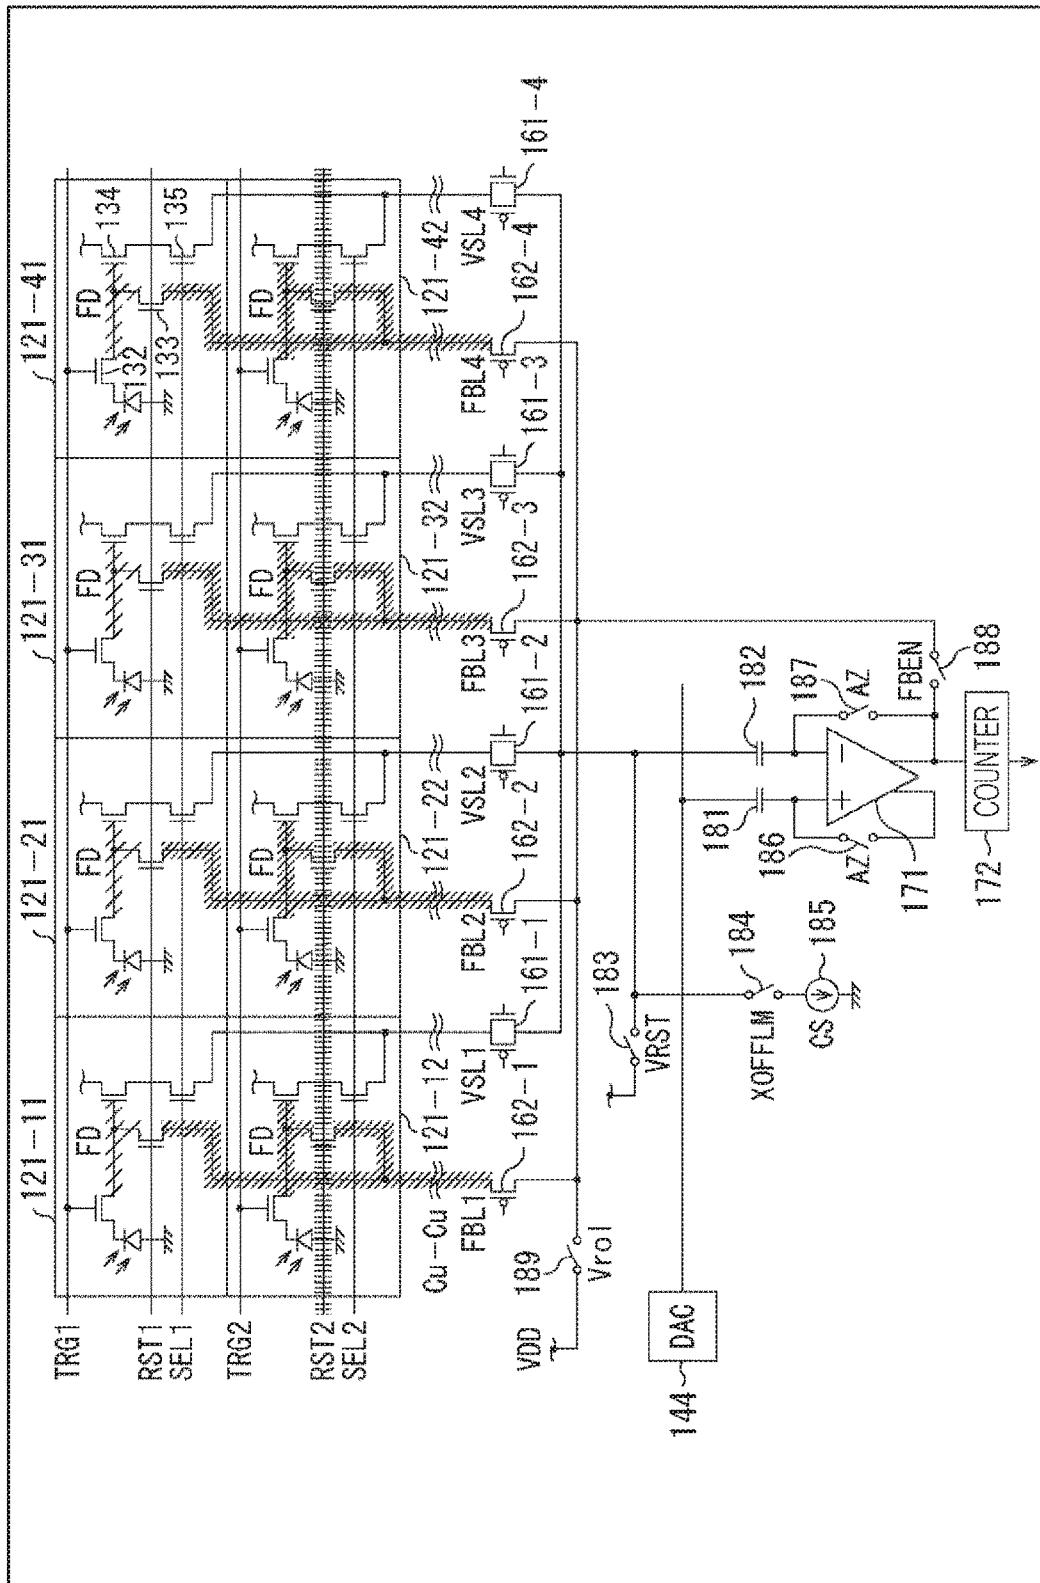 121-11
121-21
121-31
121-41
TRG1
RST1
SEL1
TRG2
RST2
SEL2
FD
FD
FD
FD
132
133
134
135
FD
FD
FD
FD
121-12
121-22
121-32
121-42
Cu-Cu
FBL1
VSL1
FBL2
VSL2
FBL3
VSL3
FBL4
VSL4
162-1
161-1
162-2
161-2
162-3
161-3
162-4
161-4
VDD
189
Vrol
183
VRST
DAC
144
XOFFLM
184
CS
185
181
182
186
AZ
187
AZ
171
FBEN
188
172
COUNTER